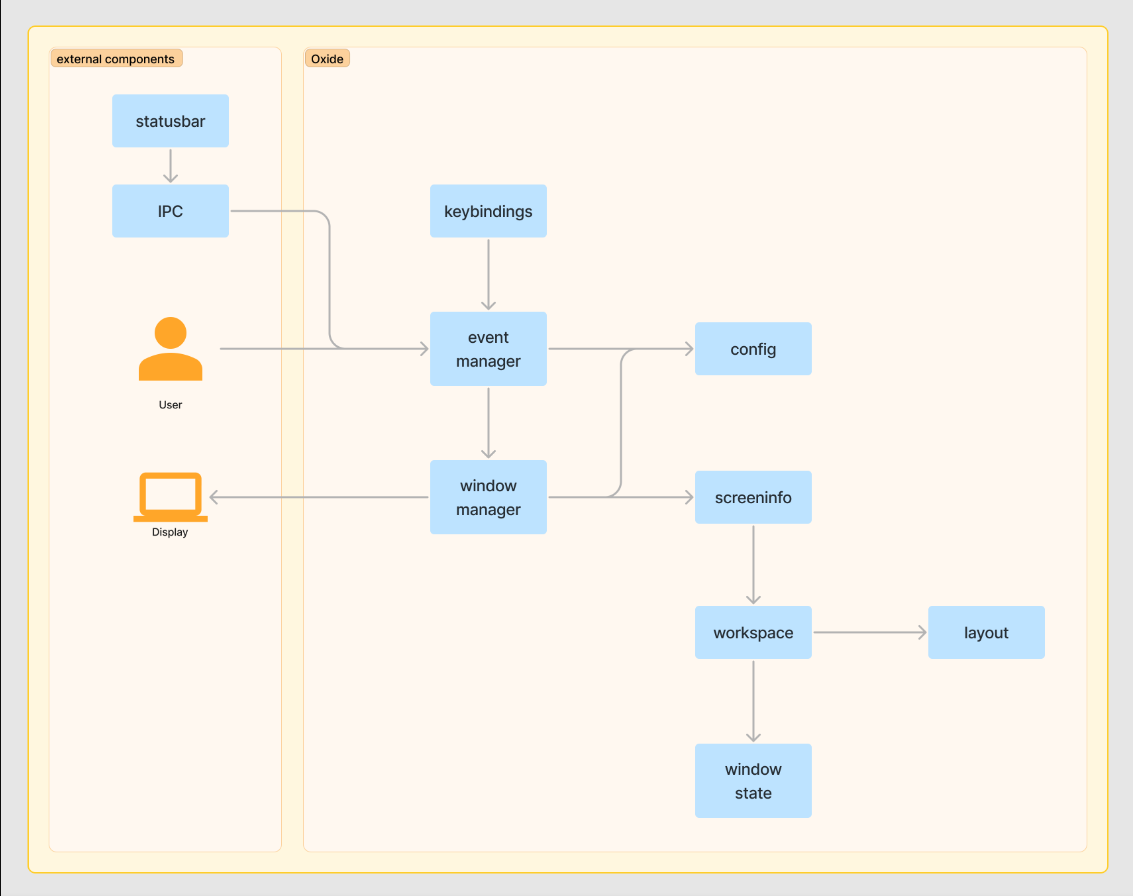 external components
Oxide
statusbar
IPC
keybindings
event
manager
config
User
window
manager
screeninfo
Display
workspace
layout
window
state